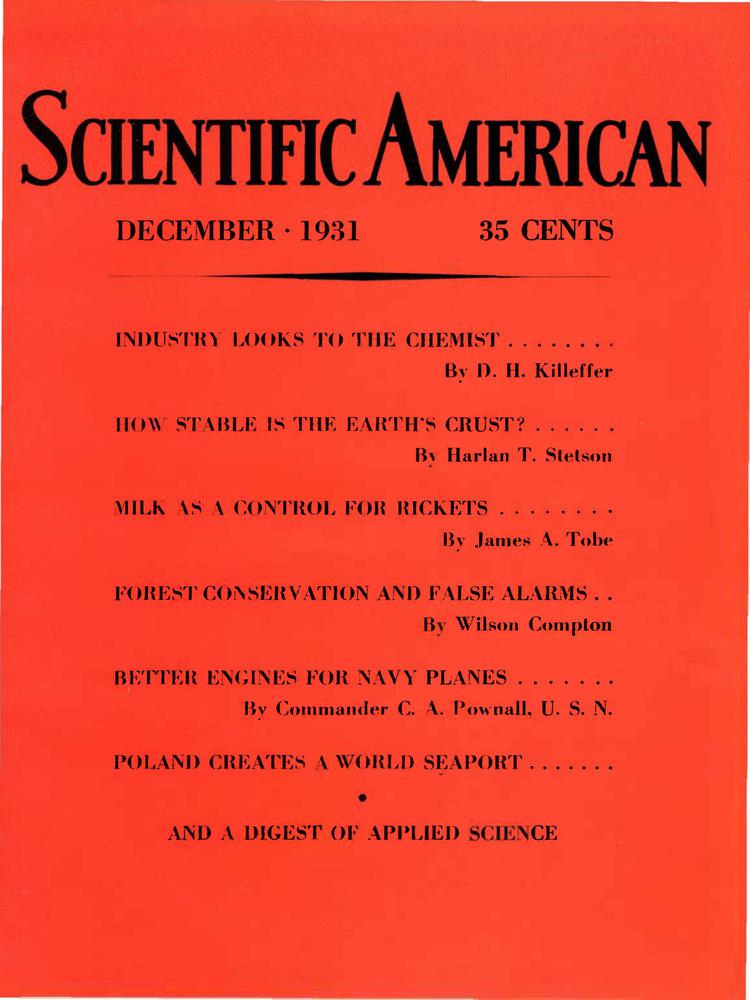 SCIENTIFIC AMERICAN
DECEMBER · 1931 35 CENTS
INDUSTRY LOOKS TO THE CHEMIST . . . . . . . .
By D. H. Killeffer
HOW STABLE IS THE EARTH'S CRUST? . . . . . .
By Harlan T. Stetson
MILK AS A CONTROL FOR RICKETS . . . . . . . .
By James A. Tobe
FOREST CONSERVATION AND FALSE ALARMS . .
By Wilson Compton
BETTER ENGINES FOR NAVY PLANES . . . . . . .
By Commander C. A. Pownall, U. S. N.
POLAND CREATES A WORLD SEAPORT . . . . . . .
•
AND A DIGEST OF APPLIED SCIENCE